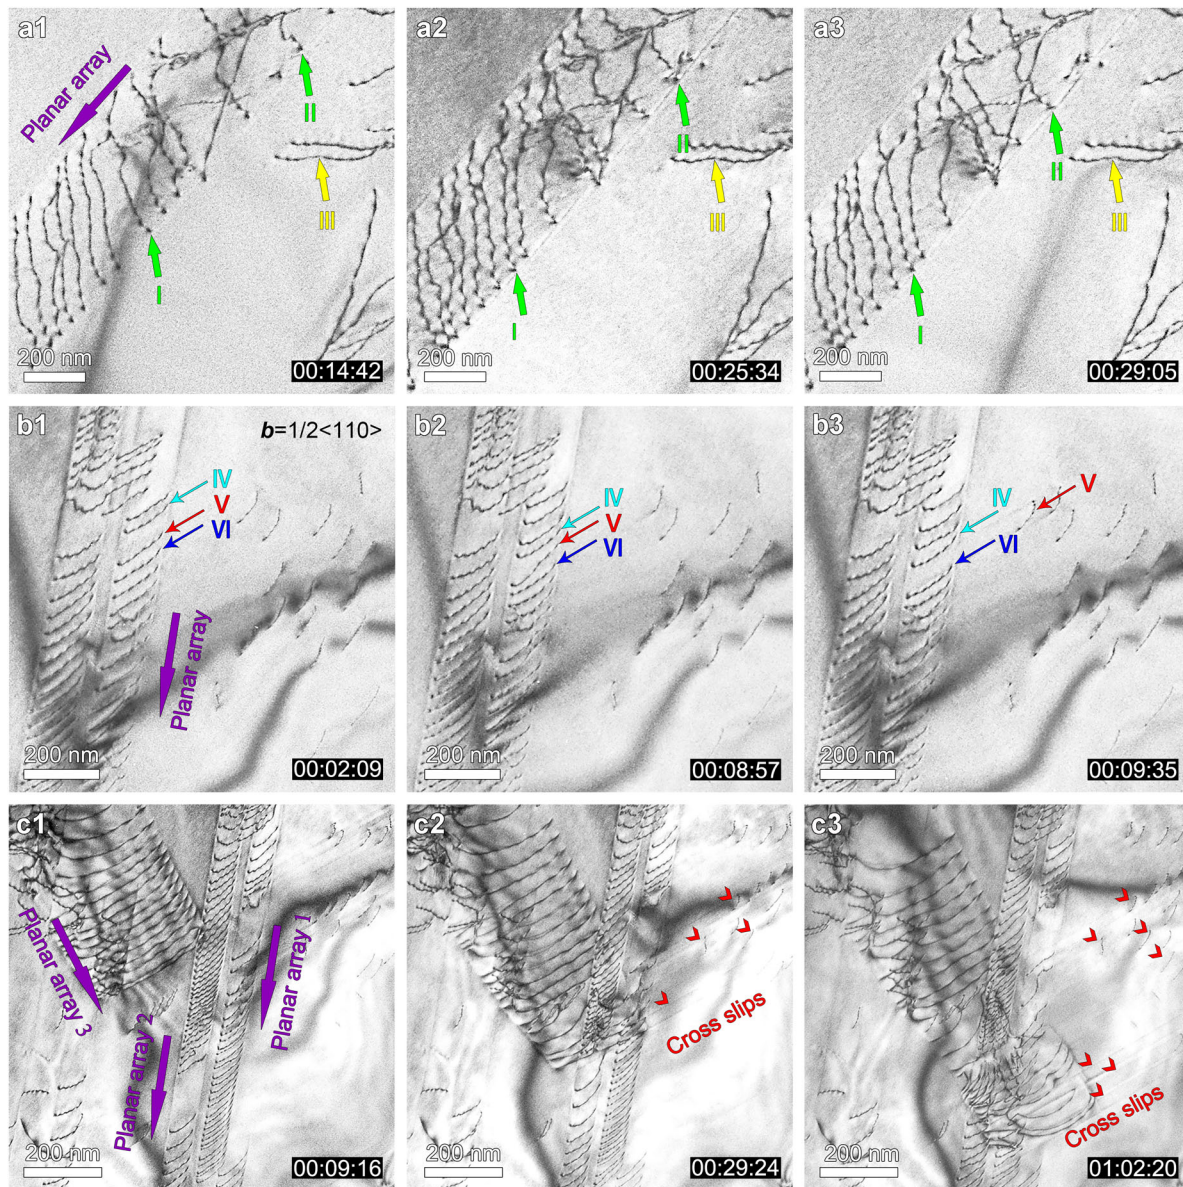 a1
Planar array
II
III
I
200 nm
00:14:42
a2
II
III
I
200 nm
00:25:34
a3
II
III
I
200 nm
00:29:05
b1
b=1/2<110>
IV
V
VI
Planar array
200 nm
00:02:09
b2
IV
V
VI
200 nm
00:08:57
b3
V
IV
VI
200 nm
00:09:35
c1
Planar array 3
Planar array 2
Planar array 1
200 nm
00:09:16
c2
Cross slips
200 nm
00:29:24
c3
Cross slips
200 nm
01:02:20